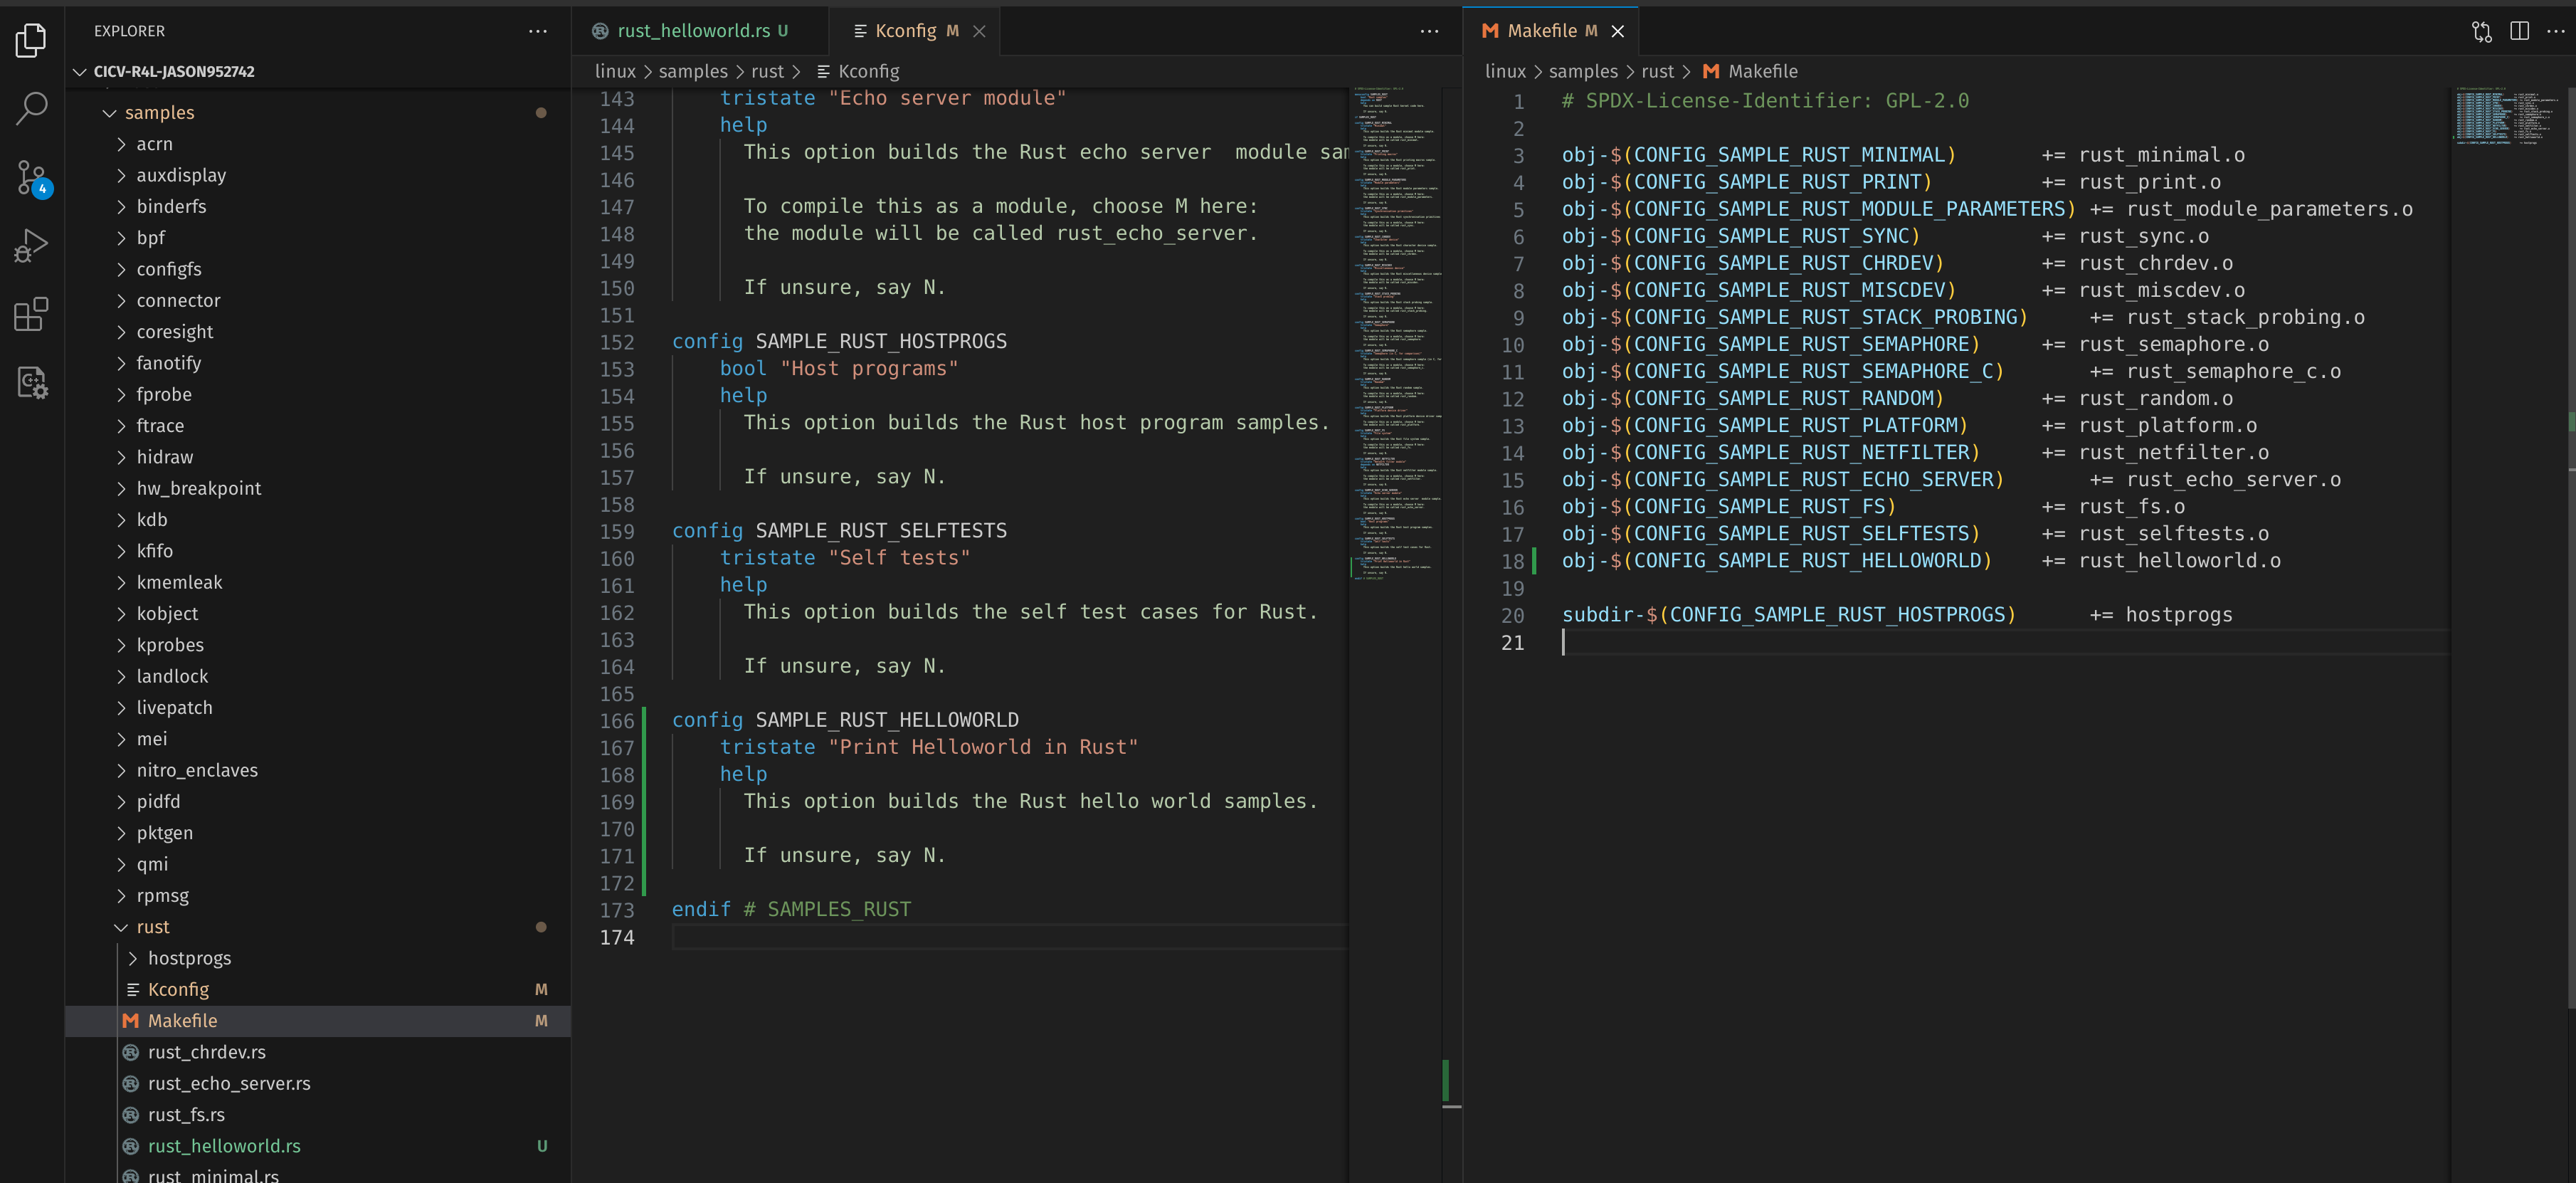 EXPLORER
CICV-R4L-JASON952742
samples
acrn
auxdisplay
binderfs
bpf
configfs
connector
coresight
fanotify
fprobe
ftrace
hidraw
hw_breakpoint
kdb
kfifo
kmemleak
kobject
kprobes
landlock
livepatch
mei
nitro_enclaves
pidfd
pktgen
qmi
rpmsg
rust
hostprogs
Kconfig M
Makefile M
rust_chrdev.rs
rust_echo_server.rs
rust_fs.rs
rust_helloworld.rs U
rust_minimal.rs
4
rust_helloworld.rs U
Kconfig M
linux > samples > rust > Kconfig
143 tristate "Echo server module"
144 help
145 This option builds the Rust echo server  module sam
146
147 To compile this as a module, choose M here:
148 the module will be called rust_echo_server.
149
150 If unsure, say N.
151
152 config SAMPLE_RUST_HOSTPROGS
153 bool "Host programs"
154 help
155 This option builds the Rust host program samples.
156
157 If unsure, say N.
158
159 config SAMPLE_RUST_SELFTESTS
160 tristate "Self tests"
161 help
162 This option builds the self test cases for Rust.
163
164 If unsure, say N.
165
166 config SAMPLE_RUST_HELLOWORLD
167 tristate "Print Helloworld in Rust"
168 help
169 This option builds the Rust hello world samples.
170
171 If unsure, say N.
172
173 endif # SAMPLES_RUST
174
Makefile M
linux > samples > rust > Makefile
1 # SPDX-License-Identifier: GPL-2.0
2
3 obj-$(CONFIG_SAMPLE_RUST_MINIMAL) += rust_minimal.o
4 obj-$(CONFIG_SAMPLE_RUST_PRINT) += rust_print.o
5 obj-$(CONFIG_SAMPLE_RUST_MODULE_PARAMETERS) += rust_module_parameters.o
6 obj-$(CONFIG_SAMPLE_RUST_SYNC) += rust_sync.o
7 obj-$(CONFIG_SAMPLE_RUST_CHRDEV) += rust_chrdev.o
8 obj-$(CONFIG_SAMPLE_RUST_MISCDEV) += rust_miscdev.o
9 obj-$(CONFIG_SAMPLE_RUST_STACK_PROBING) += rust_stack_probing.o
10 obj-$(CONFIG_SAMPLE_RUST_SEMAPHORE) += rust_semaphore.o
11 obj-$(CONFIG_SAMPLE_RUST_SEMAPHORE_C) += rust_semaphore_c.o
12 obj-$(CONFIG_SAMPLE_RUST_RANDOM) += rust_random.o
13 obj-$(CONFIG_SAMPLE_RUST_PLATFORM) += rust_platform.o
14 obj-$(CONFIG_SAMPLE_RUST_NETFILTER) += rust_netfilter.o
15 obj-$(CONFIG_SAMPLE_RUST_ECHO_SERVER) += rust_echo_server.o
16 obj-$(CONFIG_SAMPLE_RUST_FS) += rust_fs.o
17 obj-$(CONFIG_SAMPLE_RUST_SELFTESTS) += rust_selftests.o
18 obj-$(CONFIG_SAMPLE_RUST_HELLOWORLD) += rust_helloworld.o
19
20 subdir-$(CONFIG_SAMPLE_RUST_HOSTPROGS) += hostprogs
21